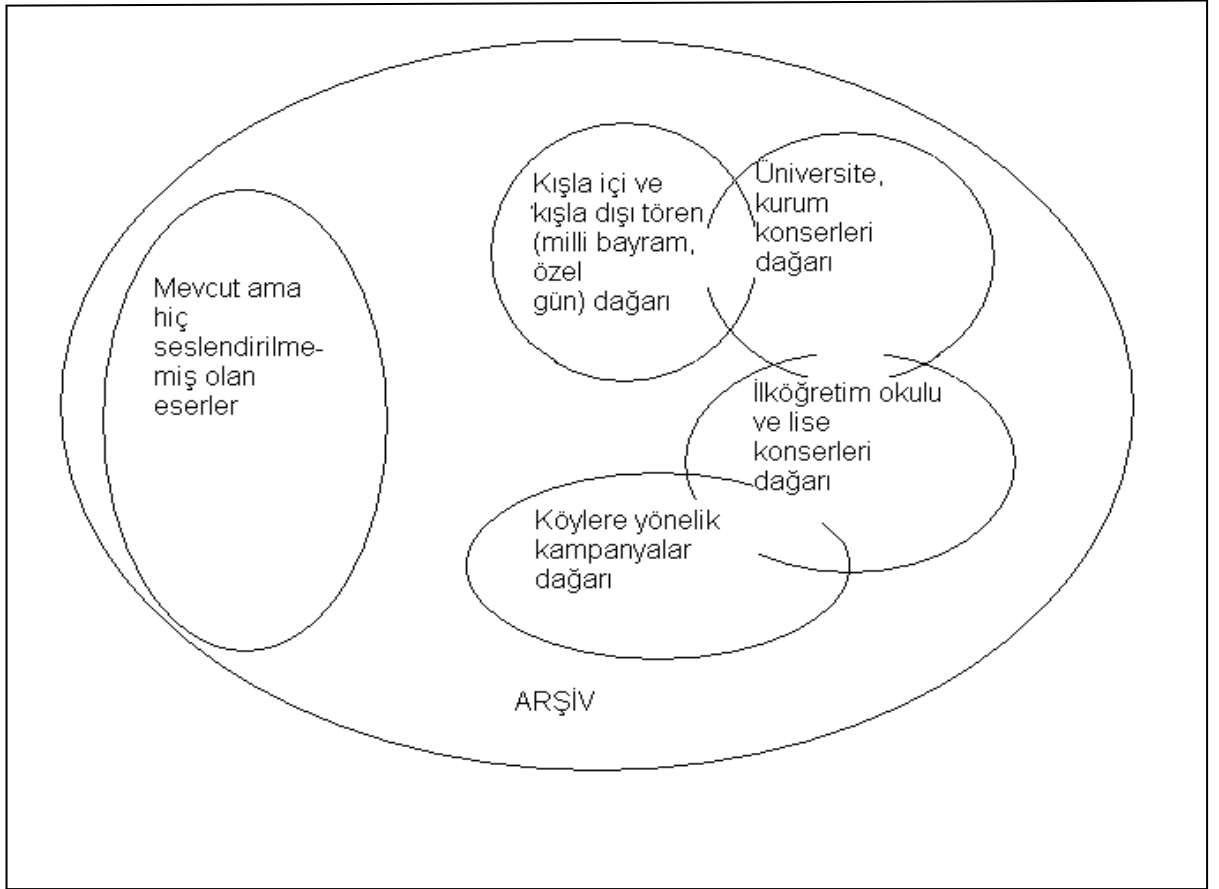 Mevcut ama
hiç
seslendirilme-
miş olan
eserler
Kışla içi ve
kışla dışı tören
(milli bayram,
özel
gün) dağarı
Üniversite,
kurum
konserleri
dağarı
İlköğretim okulu
ve lise
konserleri
dağarı
Köylere yönelik
kampanyalar
dağarı
ARŞİV